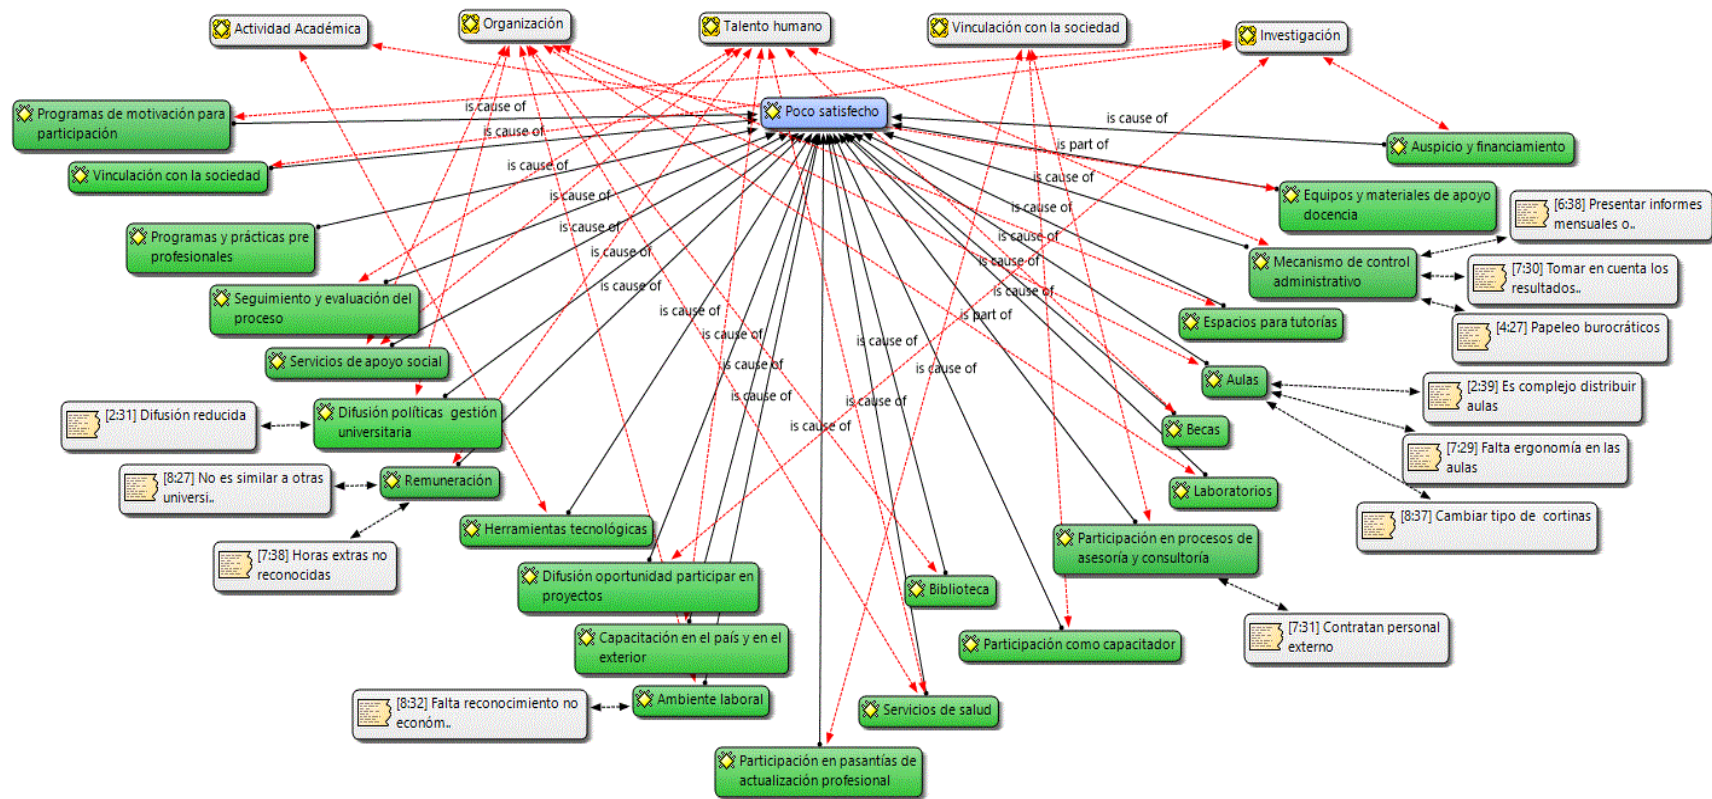 Actividad Académica
Organización
Talento humano
Vinculación con la sociedad
Investigación
Programas de motivación para
participación
is cause of
Poco satisfecho
is cause of
is cause of
is part of
Auspicio y financiamiento
Vinculación con la sociedad
is cause of
is cause of
Equipos y materiales de apoyo
docencia
[6:38] Presentar informes
mensuales o..
Programas y prácticas pre
profesionales
is cause of
is cause of
is cause of
is cause of
is cause of
Mecanismo de control
administrativo
[7:30] Tomar en cuenta los
resultados..
Seguimiento y evaluación del
proceso
is cause of
is cause of
is cause of
is cause of
is part of
Espacios para tutorías
[4:27] Papeleo burocráticos
Servicios de apoyo social
is cause of
is cause of
is cause of
is cause of
Aulas
[2:39] Es complejo distribuir
aulas
[2:31] Difusión reducida
Difusión políticas gestión
universitaria
is cause of
is cause of
Becas
[7:29] Falta ergonomía en las
aulas
[8:27] No es similar a otras
universi..
Remuneración
Laboratorios
[8:37] Cambiar tipo de cortinas
Herramientas tecnológicas
Participación en procesos de
asesoría y consultoría
[7:38] Horas extras no
reconocidas
Difusión oportunidad participar en
proyectos
Biblioteca
Capacitación en el país y en el
exterior
Participación como capacitador
[7:31] Contratan personal
externo
[8:32] Falta reconocimiento no
económ..
Ambiente laboral
Servicios de salud
Participación en pasantías de
actualización profesional